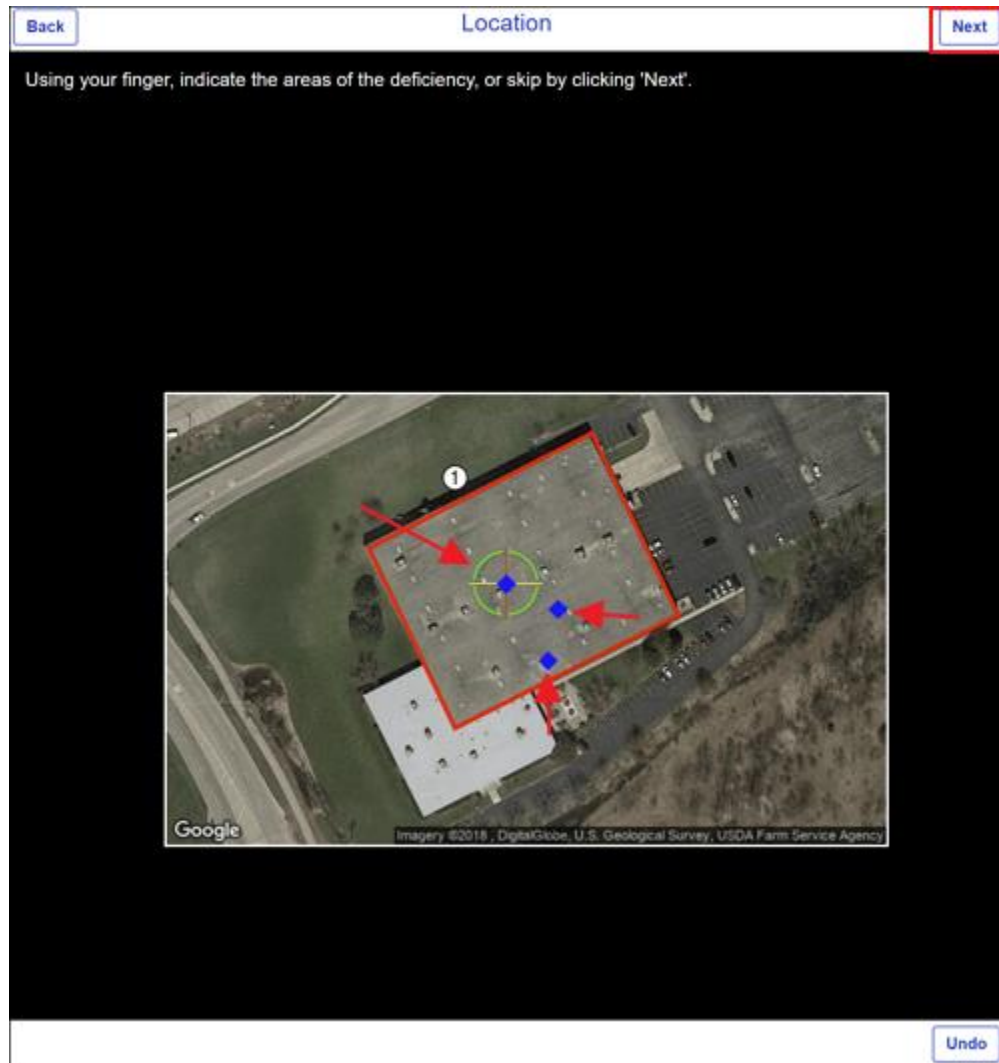 Back
Location
Next
Using your finger, indicate the areas of the deficiency, or skip by clicking 'Next'.
1
Google
Imagery ©2018 , DigitalGlobe, U.S. Geological Survey, USDA Farm Service Agency
Undo